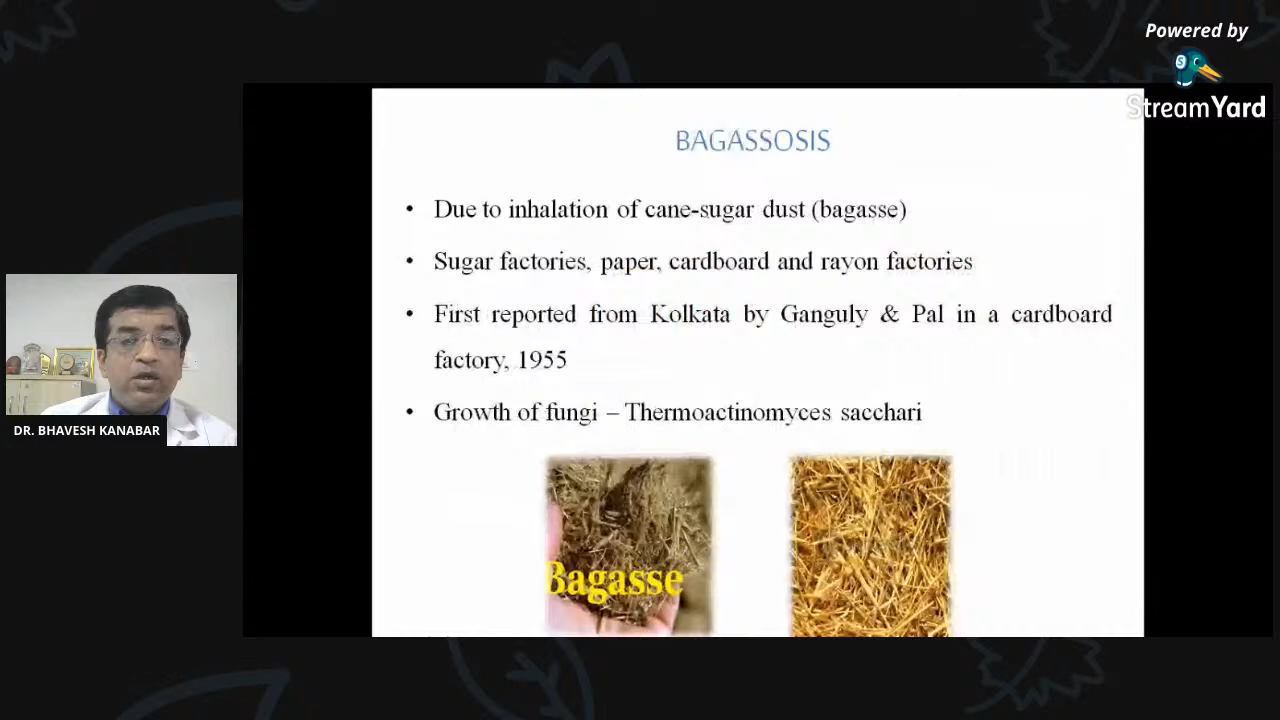 Powered by
StreamYard
BAGASSOSIS
• Due to inhalation of cane-sugar dust (bagasse)
• Sugar factories, paper, cardboard and rayon factories
• First reported from Kolkata by Ganguly & Pal in a cardboard
factory, 1955
• Growth of fungi – Thermoactinomyces sacchari
DR. BHAVESH KANABAR
Bagasse